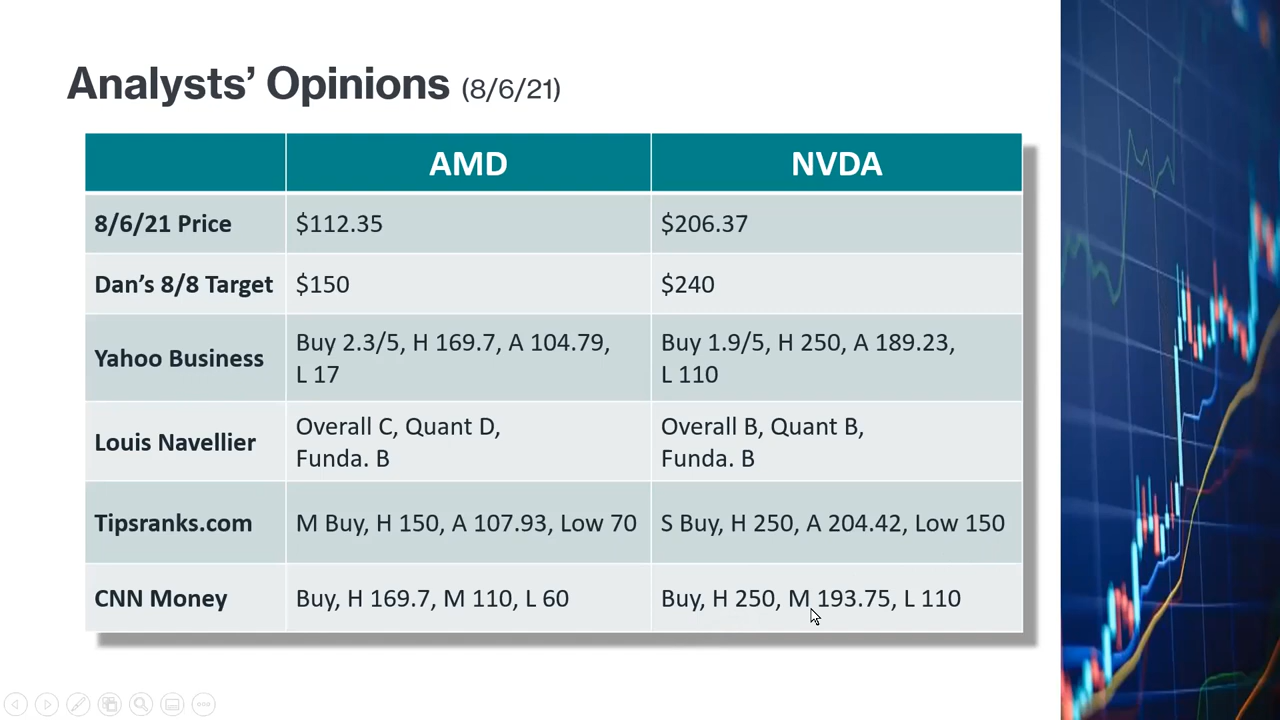 Analysts’ Opinions (8/6/21)
AMD NVDA
8/6/21 Price $112.35 $206.37
Dan’s 8/8 Target $150 $240
Yahoo Business
Buy 2.3/5, H 169.7, A 104.79,
L 17
Buy 1.9/5, H 250, A 189.23,
L 110
Louis Navellier
Overall C, Quant D,
Funda. B
Overall B, Quant B,
Funda. B
Tipsranks.com M Buy, H 150, A 107.93, Low 70 S Buy, H 250, A 204.42, Low 150
CNN Money Buy, H 169.7, M 110, L 60 Buy, H 250, M 193.75, L 110